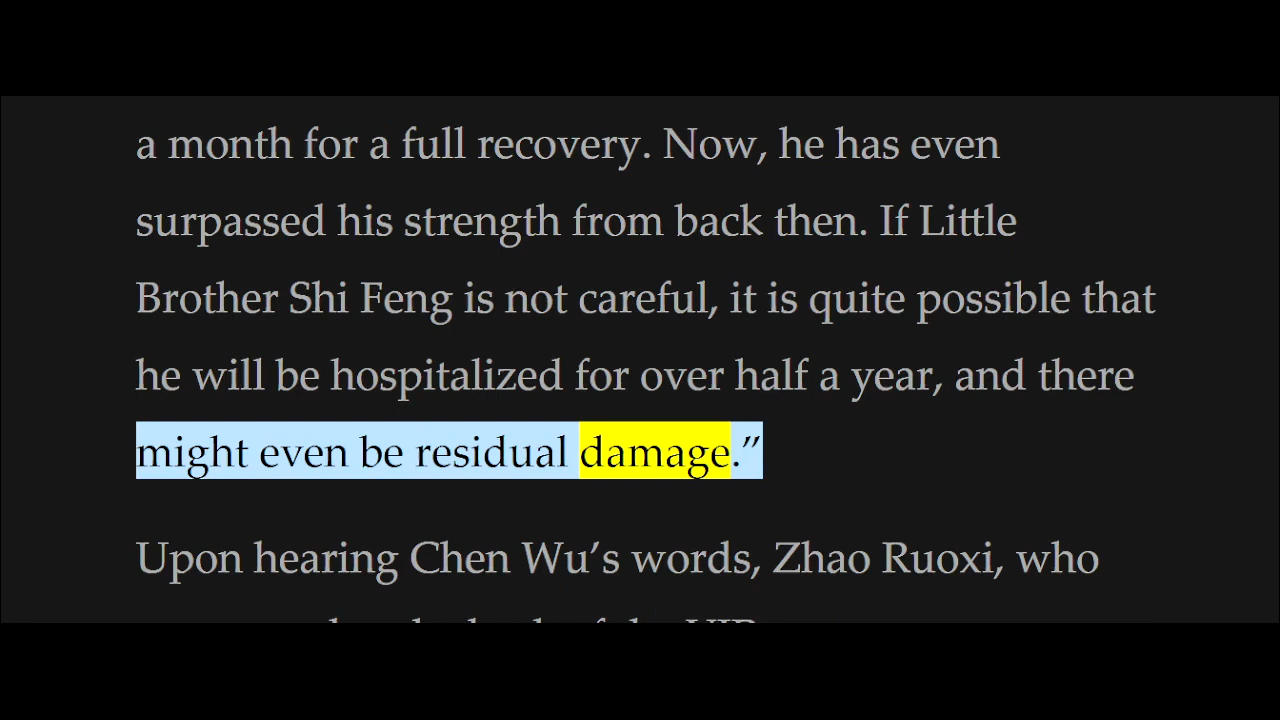 a month for a full recovery. Now, he has even
surpassed his strength from back then. If Little
Brother Shi Feng is not careful, it is quite possible that
he will be hospitalized for over half a year, and there
might even be residual damage.”
Upon hearing Chen Wu’s words, Zhao Ruoxi, who